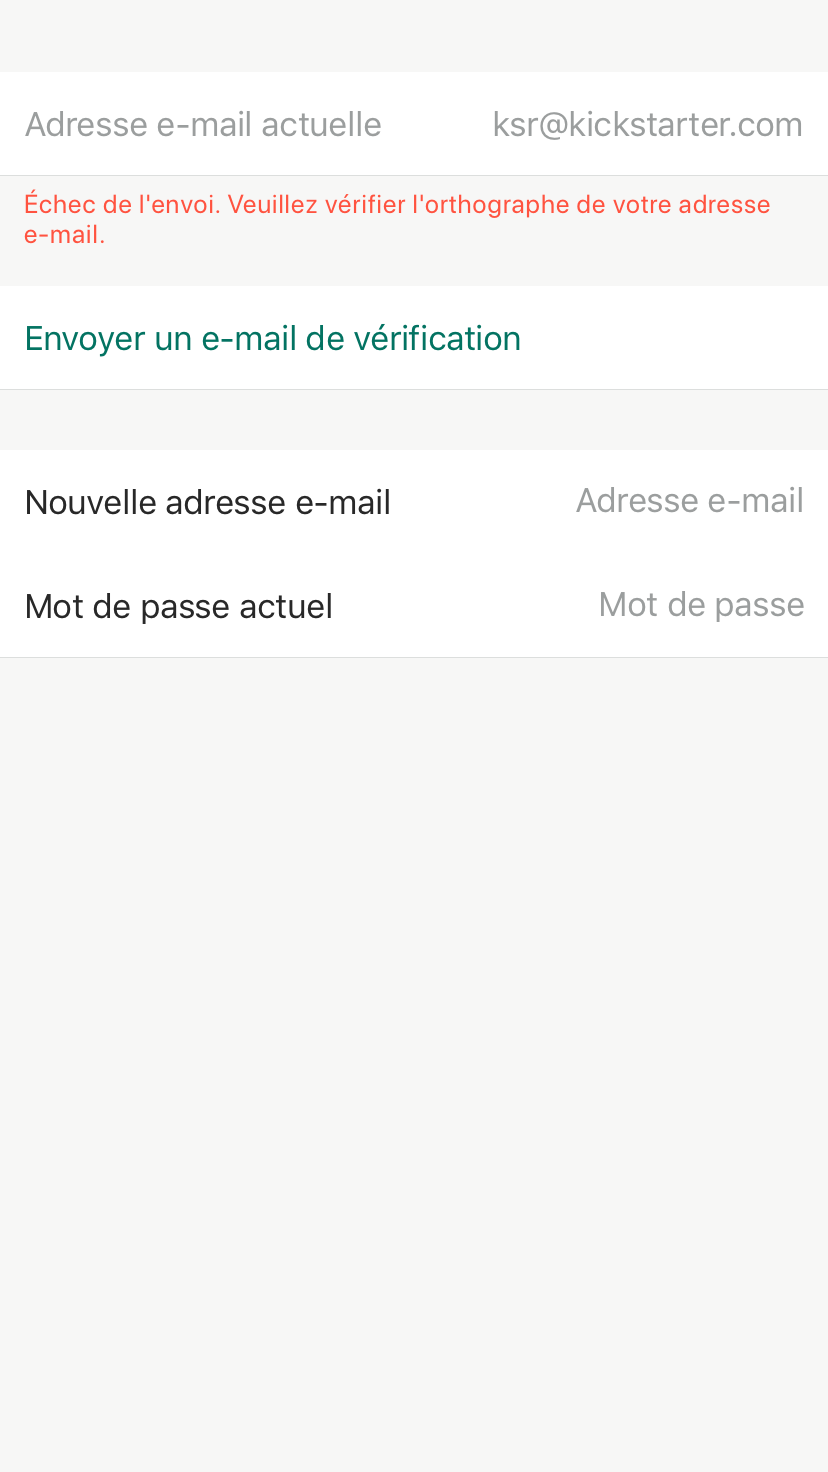 Adresse e-mail actuelle ksr@kickstarter.com
Échec de l'envoi. Veuillez vérifier l'orthographe de votre adresse
e-mail.
Envoyer un e-mail de vérification
Nouvelle adresse e-mail Adresse e-mail
Mot de passe actuel Mot de passe